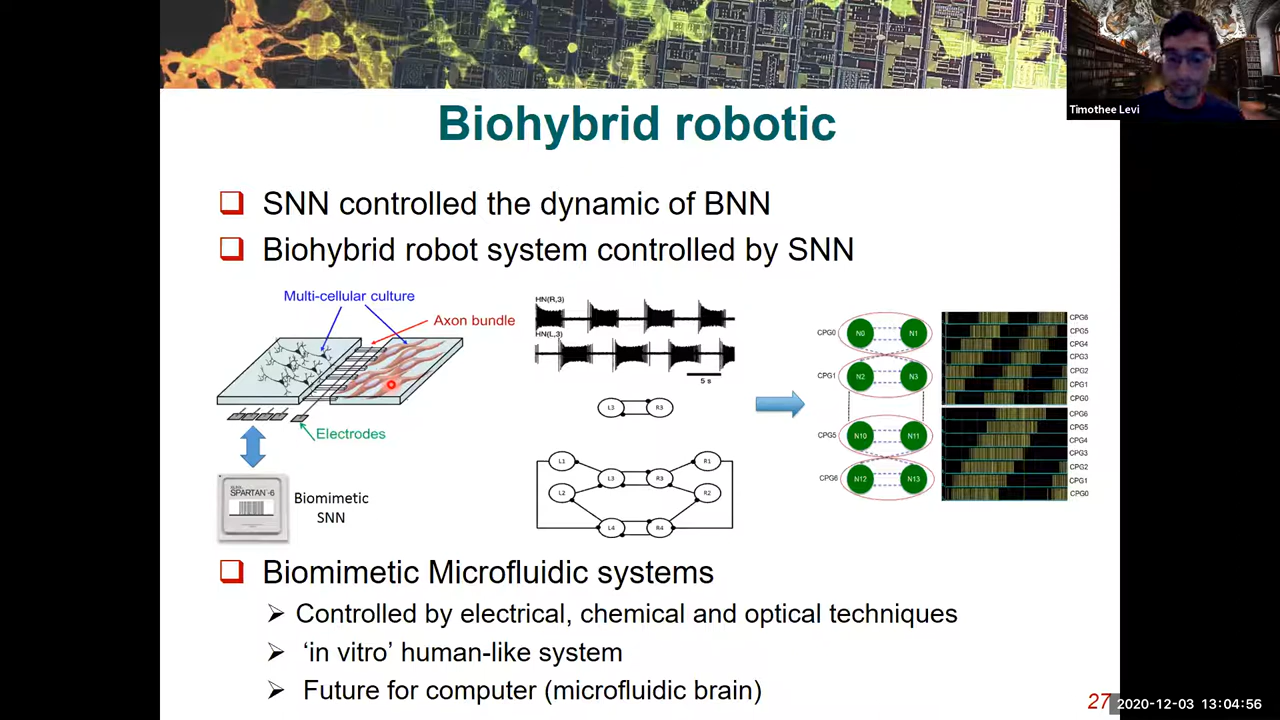 Timothee Levi
Biohybrid robotic
SNN controlled the dynamic of BNN
Biohybrid robot system controlled by SNN
Multi-cellular culture
Axon bundle
Electrodes
SPARTAN-6
Biomimetic
SNN
HN(R,3)
HN(L,3)
5 s
L3 R3
L1 R1
L3 R3
L2 R2
L4 R4
CPG0 N0 N1
CPG1 N2 N3
CPG5 N10 N11
CPG6 N12 N13
CPG6
CPG5
CPG4
CPG3
CPG2
CPG1
CPG0
CPG6
CPG5
CPG4
CPG3
CPG2
CPG1
CPG0
Biomimetic Microfluidic systems
Controlled by electrical, chemical and optical techniques
‘in vitro’ human-like system
Future for computer (microfluidic brain)
27
2020-12-03 13:04:56